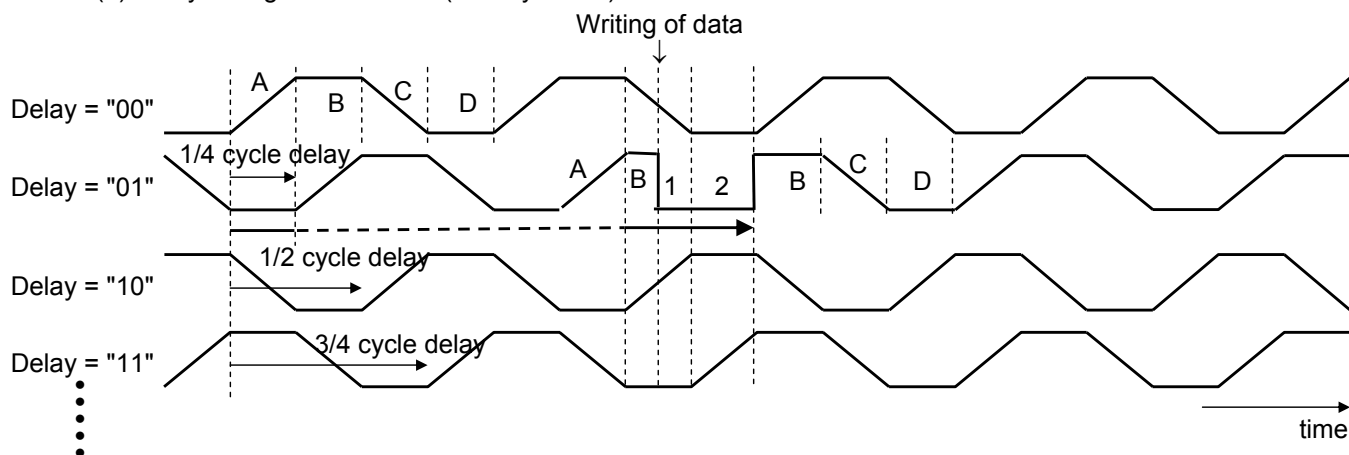 Writing of data
↓
A B C D
Delay = "00"
1/4 cycle delay
A B 1 2 B C D
Delay = "01"
1/2 cycle delay
Delay = "10"
3/4 cycle delay
Delay = "11"
time